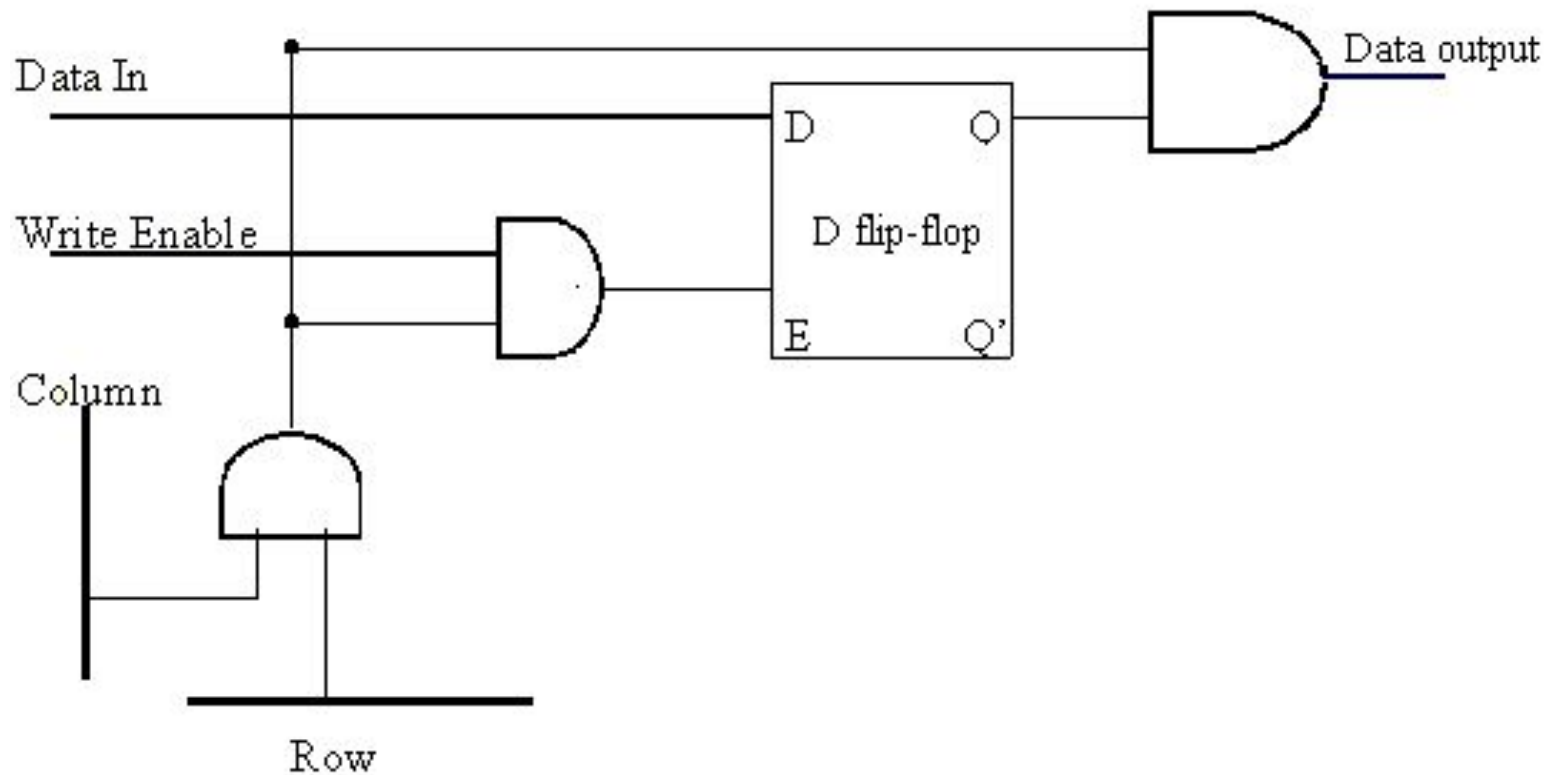 Data output
Data In
D
Q
Write Enable
D flip-flop
E
Q'
Column
Row